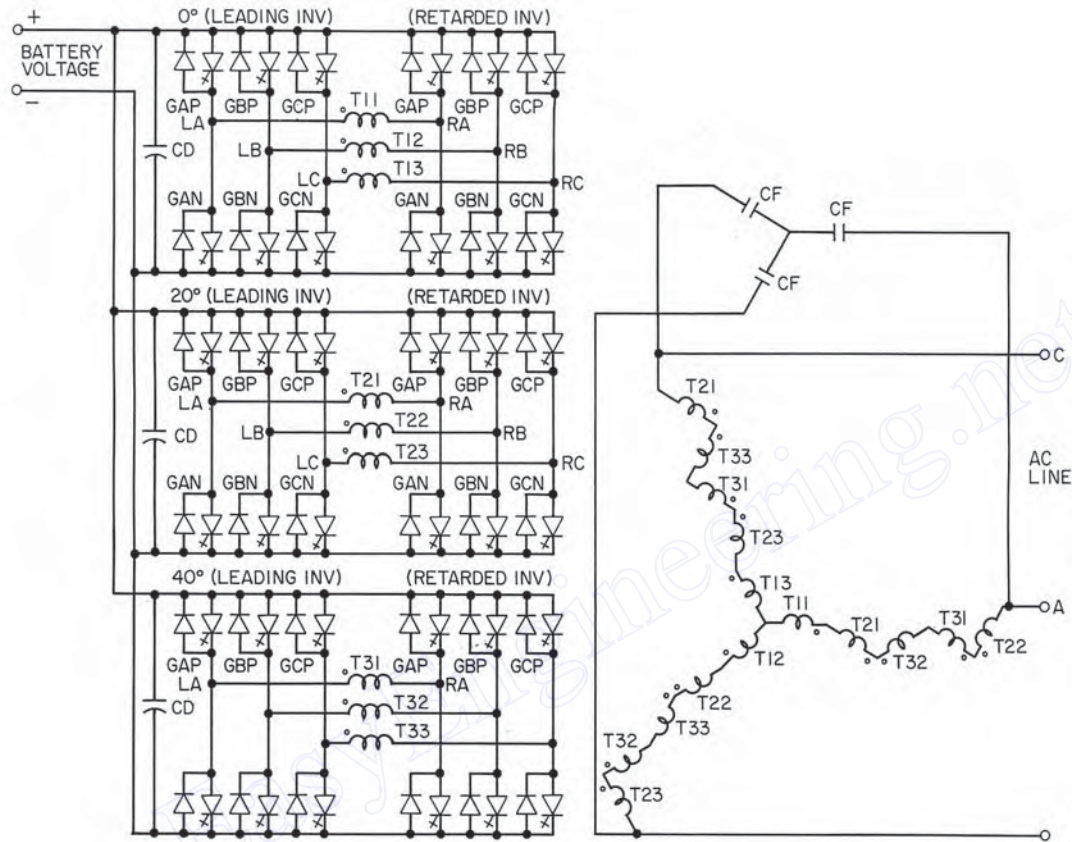 +
BATTERY
VOLTAGE
−
0° (LEADING INV) (RETARDED INV)
GAP GBP GCP T11 GAP GBP GCP
LA RA
CD LB T12 RB
LC T13 RC
GAN GBN GCN GAN GBN GCN
20° (LEADING INV) (RETARDED INV)
GAP GBP GCP T21 GAP GBP GCP
LA RA
CD LB T22 RB
LC T23 RC
GAN GBN GCN GAN GBN GCN
40° (LEADING INV) (RETARDED INV)
GAP GBP GCP T31 GAP GBP GCP
LA RA
CD T32
T33
CF CF
CF
C
T21
T33
T31
T23
T13
AC
LINE
T11 T21 T31 A
T12 T32 T22
T22
T33
T32
T23
EasyEngineering.net